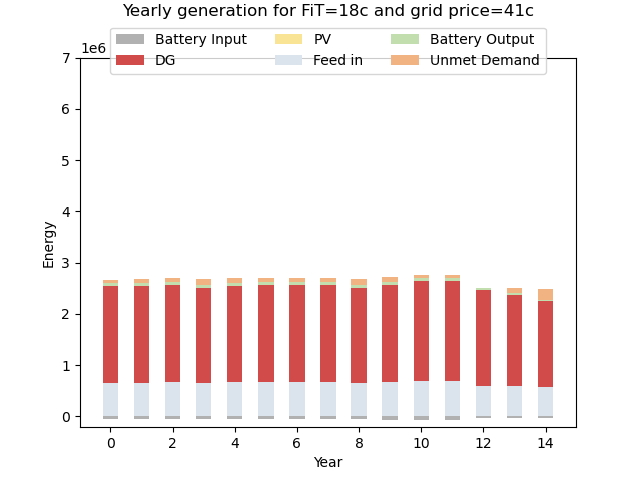 Yearly generation for FiT=18c and grid price=41c
Battery Input PV Battery Output
DG Feed in Unmet Demand
1e6
7
6
5
4
3
2
1
0
Energy
0 2 4 6 8 10 12 14
Year